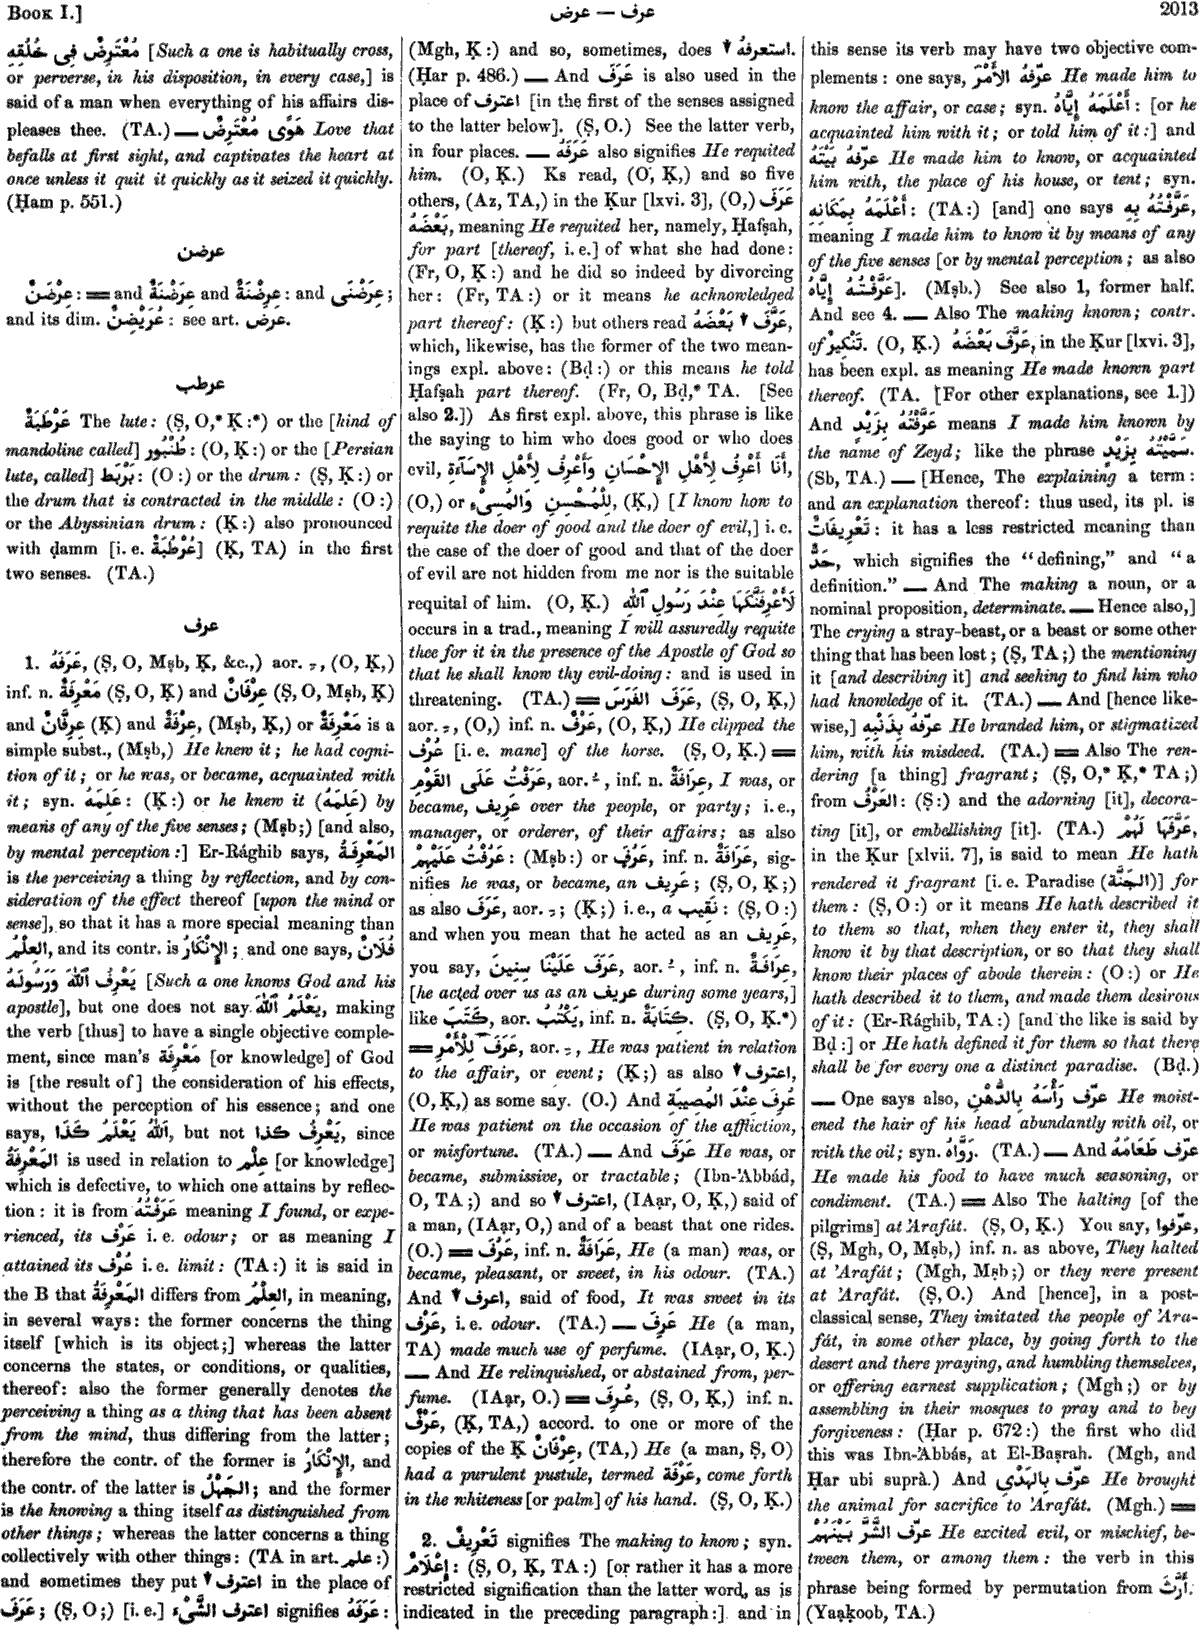 BOOK I.]
عرف — عرض
2013
مُعْتَرِضٌ فِى خُلُقِهِ [Such a one is habitually cross,
or perverse, in his disposition, in every case,] is
said of a man when everything of his affairs dis-
pleases thee. (TA.) — هَوًى مُعْتَرِضٌ Love that
befalls at first sight, and captivates the heart at
once unless it quit it quickly as it seized it quickly.
(Ḥam p. 551.)
عرضن
عِرَضْنٌ : = and عِرَضْنَةٌ and عِرْضَنَةٌ : and عِرَضْنَى ;
and its dim. عُرَيْضِنٌ : see art. عرض.
عرطب
عَرْطَبَةٌ The lute: (Ṣ, O,* Ḳ:*) or the [kind of
mandoline called] طُنْبُور : (O, Ḳ:) or the [Persian
lute, called] بَرْبَط : (O:) or the drum: (Ṣ, Ḳ:) or
the drum that is contracted in the middle: (O:)
or the Abyssinian drum: (Ḳ:) also pronounced
with ḍamm [i. e. عُرْطُبَةٌ] (Ḳ, TA) in the first
two senses. (TA.)
عرف
1. عَرَفَهُ, (Ṣ, O, Mṣb, Ḳ, &c.,) aor. ـِ, (O, Ḳ,)
inf. n. مَعْرِفَةٌ (Ṣ, O, Ḳ) and عِرْفَانٌ (Ṣ, O, Mṣb, Ḳ)
and عِرِفَّانٌ (Ḳ) and عِرْفَةٌ, (Mṣb, Ḳ,) or مَعْرِفَةٌ is a
simple subst., (Mṣb,) He knew it; he had cogni-
tion of it; or he was, or became, acquainted with
it; syn. عَلِمَهُ : (Ḳ:) or he knew it (عَلِمَهُ) by
means of any of the five senses; (Mṣb;) [and also,
by mental perception:] Er-Rághib says, المَعْرِفَةُ
is the perceiving a thing by reflection, and by con-
sideration of the effect thereof [upon the mind or
sense], so that it has a more special meaning than
العِلْمُ, and its contr. is الإِنْكَارُ ; and one says, فُلَانٌ
يَعْرِفُ ٱللّٰهَ وَرَسُولَهُ [Such a one knows God and his
apostle], but one does not say يَعْلَمُ ٱللّٰهَ, making
the verb [thus] to have a single objective comple-
ment, since man's مَعْرِفَة [or knowledge] of God
is [the result of] the consideration of his effects,
without the perception of his essence; and one
says, اَللّٰهُ يَعْلَمُ كَذَا, but not يَعْرِفُ كذا, since
المَعْرِفَةُ is used in relation to عِلْم [or knowledge]
which is defective, to which one attains by reflec-
tion: it is from عَرَفْتُهُ meaning I found, or expe-
rienced, its عَرْف i. e. odour; or as meaning I
attained its عُرْف i. e. limit: (TA:) it is said in
the B that المَعْرِفَةُ differs from العِلْمُ, in meaning,
in several ways: the former concerns the thing
itself [which is its object;] whereas the latter
concerns the states, or conditions, or qualities,
thereof: also the former generally denotes the
perceiving a thing as a thing that has been absent
from the mind, thus differing from the latter;
therefore the contr. of the former is الإِنْكَارُ, and
the contr. of the latter is الجَهْلُ ; and the former
is the knowing a thing itself as distinguished from
other things; whereas the latter concerns a thing
collectively with other things: (TA in art. علم:)
and sometimes they put ▼ اعترف in the place of
عَرَفَ ; (Ṣ, O;) [i. e.] اعترف الشَّىْءَ signifies عَرَفَهُ :
(Mgh, Ḳ:) and so, sometimes, does ▼ استعرفهُ.
(Ḥar p. 486.) — And عَرَفَ is also used in the
place of اعترف [in the first of the senses assigned
to the latter below]. (Ṣ, O.) See the latter verb,
in four places. — عَرَفَهُ also signifies He requited
him. (O, Ḳ.) Ks read, (O, Ḳ,) and so five
others, (Az, TA,) in the Ḳur [lxvi. 3], (O,) عَرَفَ
بَعْضَهُ, meaning He requited her, namely, Ḥafṣah,
for part [thereof, i. e.] of what she had done:
(Fr, O, Ḳ:) and he did so indeed by divorcing
her: (Fr, TA:) or it means he acknowledged
part thereof: (Ḳ:) but others read ▼ عَرَّفَ بَعْضَهُ,
which, likewise, has the former of the two mean-
ings expl. above: (Bḍ:) or this means he told
Ḥafṣah part thereof. (Fr, O, Bḍ,* TA. [See
also 2.]) As first expl. above, this phrase is like
the saying to him who does good or who does
evil, أَنَا أَعْرِفُ لِأَهْلِ الإِحْسَانِ وَأَعْرِفُ لِأَهْلِ الإِسَآءَةِ,
(O,) or لِلْمُحْسِنِ وَالْمُسِىْءِ, (Ḳ,) [I know how to
requite the doer of good and the doer of evil,] i. e.
the case of the doer of good and that of the doer
of evil are not hidden from me nor is the suitable
requital of him. (O, Ḳ.) لَأَعْرِفَنَّكَهَا عِنْدَ رَسُولِ ٱللّٰهِ
occurs in a trad., meaning I will assuredly requite
thee for it in the presence of the Apostle of God so
that he shall know thy evil-doing: and is used in
threatening. (TA.) = عَرَفَ الفَرَسَ, (Ṣ, O, Ḳ,)
aor. ـِ, (O,) inf. n. عَرْفٌ, (O, Ḳ,) He clipped the
عُرْف [i. e. mane] of the horse. (Ṣ, O, Ḳ.) =
عَرَفْتُ عَلَى القَوْمِ, aor. ـُ, inf. n. عِرَافَةٌ, I was, or
became, عَرِيف over the people, or party; i. e.,
manager, or orderer, of their affairs; as also
عَرُفْتُ عَلَيْهِمْ : (Mṣb:) or عَرُفَ, inf. n. عَرَافَةٌ, sig-
nifies he was, or became, an عَرِيف ; (Ṣ, O, Ḳ;)
as also عَرِفَ, aor. ـَ ; (Ḳ;) i. e., a نَقِيب : (Ṣ, O:)
and when you mean that he acted as an عَرِيف,
you say, عَرَفَ عَلَيْنَا سِنِينَ, aor. ـُ, inf. n. عِرَافَةٌ,
[he acted over us as an عريف during some years,]
like كَتَبَ, aor. يَكْتُبُ, inf. n. كِتَابَةٌ. (Ṣ, O, Ḳ.*)
= عَرَفَ لِلْأَمْرِ, aor. ـِ, He was patient in relation
to the affair, or event; (Ḳ;) as also ▼ اعترف,
(O, Ḳ,) as some say. (O.) And عَرَفَ عِنْدَ المُصِيبَةِ
He was patient on the occasion of the affliction,
or misfortune. (TA.) — And عَرَفَ He was, or
became, submissive, or tractable; (Ibn-'Abbád,
O, TA;) and so ▼ اعترف, (IAạr, O, Ḳ,) said of
a man, (IAạr, O,) and of a beast that one rides.
(O.) = عَرُفَ, inf. n. عَرَافَةٌ, He (a man) was, or
became, pleasant, or sweet, in his odour. (TA.)
And ▼ اعرف, said of food, It was sweet in its
عَرْف, i. e. odour. (TA.) — عَرِفَ He (a man,
TA) made much use of perfume. (IAạr, O, Ḳ.)
— And He relinquished, or abstained from, per-
fume. (IAạr, O.) = عُرِفَ, (Ṣ, O, Ḳ,) inf. n.
عَرْفٌ, (Ḳ, TA,) accord. to one or more of the
copies of the Ḳ عِرْفَانٌ, (TA,) He (a man, Ṣ, O)
had a purulent pustule, termed عَرْفَة, come forth
in the whiteness [or palm] of his hand. (Ṣ, O, Ḳ.)
2. تَعْرِيفٌ signifies The making to know; syn.
إِعْلَامٌ : (Ṣ, O, Ḳ, TA:) [or rather it has a more
restricted signification than the latter word, as is
indicated in the preceding paragraph:] and in
this sense its verb may have two objective com-
plements: one says, عرّفهُ الأَمْرَ He made him to
know the affair, or case; syn. أَعْلَمَهُ إِيَّاهُ : [or he
acquainted him with it; or told him of it:] and
عرّفهُ بَيْتَهُ He made him to know, or acquainted
him with, the place of his house, or tent; syn.
أَعْلَمَهُ بِمَكَانِهِ : (TA:) [and] one says عَرَّفْتُهُ بِهِ,
meaning I made him to know it by means of any
of the five senses [or by mental perception; as also
عَرَّفْتُهُ إِيَّاهُ]. (Mṣb.) See also 1, former half.
And see 4. — Also The making known; contr.
of تَنْكِيرٌ. (O, Ḳ.) عَرَّفَ بَعْضَهُ, in the Ḳur [lxvi. 3],
has been expl. as meaning He made known part
thereof. (TA. [For other explanations, see 1.])
And عَرَّفْتُهُ بِزَيْدٍ means I made him known by
the name of Zeyd; like the phrase سَمَّيْتُهُ بِزَيْدٍ.
(Sb, TA.) — [Hence, The explaining a term:
and an explanation thereof: thus used, its pl. is
تَعْرِيفَاتٌ : it has a less restricted meaning than
حَدٌّ, which signifies the “defining,” and “a
definition.” — And The making a noun, or a
nominal proposition, determinate. — Hence also,]
The crying a stray-beast, or a beast or some other
thing that has been lost; (Ṣ, TA;) the mentioning
it [and describing it] and seeking to find him who
had knowledge of it. (TA.) — And [hence like-
wise,] عرّفهُ بِذَنْبِهِ He branded him, or stigmatized
him, with his misdeed. (TA.) = Also The ren-
dering [a thing] fragrant; (Ṣ, O,* Ḳ,* TA;)
from العَرْفُ : (Ṣ:) and the adorning [it], decora-
ting [it], or embellishing [it]. (TA.) عَرَّفَهَا لَهُمْ,
in the Ḳur [xlvii. 7], is said to mean He hath
rendered it fragrant [i. e. Paradise (الجَنَّة)] for
them: (Ṣ, O:) or it means He hath described it
to them so that, when they enter it, they shall
know it by that description, or so that they shall
know their places of abode therein: (O:) or He
hath described it to them, and made them desirous
of it: (Er-Rághib, TA:) [and the like is said by
Bḍ:] or He hath defined it for them so that there
shall be for every one a distinct paradise. (Bḍ.)
— One says also, عرّف رَأْسَهُ بِالدُّهْنِ He moist-
ened the hair of his head abundantly with oil, or
with the oil; syn. رَوَّاهُ. (TA.) — And عرّف طَعَامَهُ
He made his food to have much seasoning, or
condiment. (TA.) = Also The halting [of the
pilgrims] at 'Arafát. (Ṣ, O, Ḳ.) You say, عَرَّفُوا,
(Ṣ, Mgh, O, Mṣb,) inf. n. as above, They halted
at 'Arafát; (Mgh, Mṣb;) or they were present
at 'Arafát. (Ṣ, O.) And [hence], in a post-
classical sense, They imitated the people of 'Ara-
fát, in some other place, by going forth to the
desert and there praying, and humbling themselves,
or offering earnest supplication; (Mgh;) or by
assembling in their mosques to pray and to beg
forgiveness: (Ḥar p. 672:) the first who did
this was Ibn-'Abbás, at El-Baṣrah. (Mgh, and
Ḥar ubi suprà.) And عرّف بِالهَدْىِ He brought
the animal for sacrifice to 'Arafát. (Mgh.) =
عرّف الشَّرَّ بَيْنَهُمْ He excited evil, or mischief, be-
tween them, or among them: the verb in this
phrase being formed by permutation from أَرَّثَ.
(Yaạḳoob, TA.)